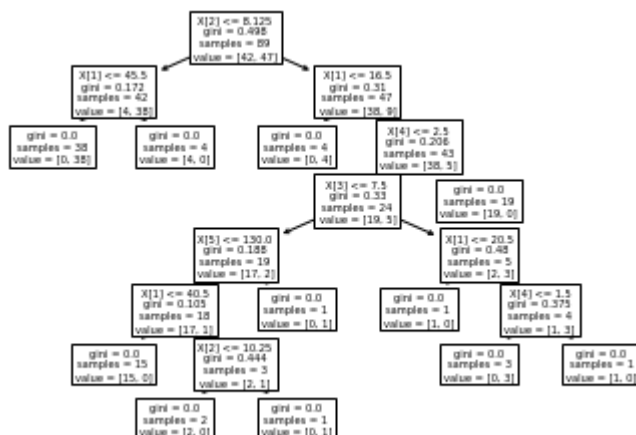 X[2] <= 8.125
gini = 0.498
samples = 89
value = [42, 47]
X[1] <= 45.5
gini = 0.172
samples = 42
value = [4, 38]
X[1] <= 16.5
gini = 0.31
samples = 47
value = [38, 9]
gini = 0.0
samples = 38
value = [0, 38]
gini = 0.0
samples = 4
value = [4, 0]
gini = 0.0
samples = 4
value = [0, 4]
X[4] <= 2.5
gini = 0.206
samples = 43
value = [38, 5]
X[3] <= 7.5
gini = 0.33
samples = 24
value = [19, 5]
gini = 0.0
samples = 19
value = [19, 0]
X[5] <= 130.0
gini = 0.188
samples = 19
value = [17, 2]
X[1] <= 20.5
gini = 0.48
samples = 5
value = [2, 3]
X[1] <= 40.5
gini = 0.105
samples = 18
value = [17, 1]
gini = 0.0
samples = 1
value = [0, 1]
gini = 0.0
samples = 1
value = [1, 0]
X[4] <= 1.5
gini = 0.375
samples = 4
value = [1, 3]
gini = 0.0
samples = 15
value = [15, 0]
X[2] <= 10.25
gini = 0.444
samples = 3
value = [2, 1]
gini = 0.0
samples = 3
value = [0, 3]
gini = 0.0
samples = 1
value = [1, 0]
gini = 0.0
samples = 2
value = [2, 0]
gini = 0.0
samples = 1
value = [0, 1]